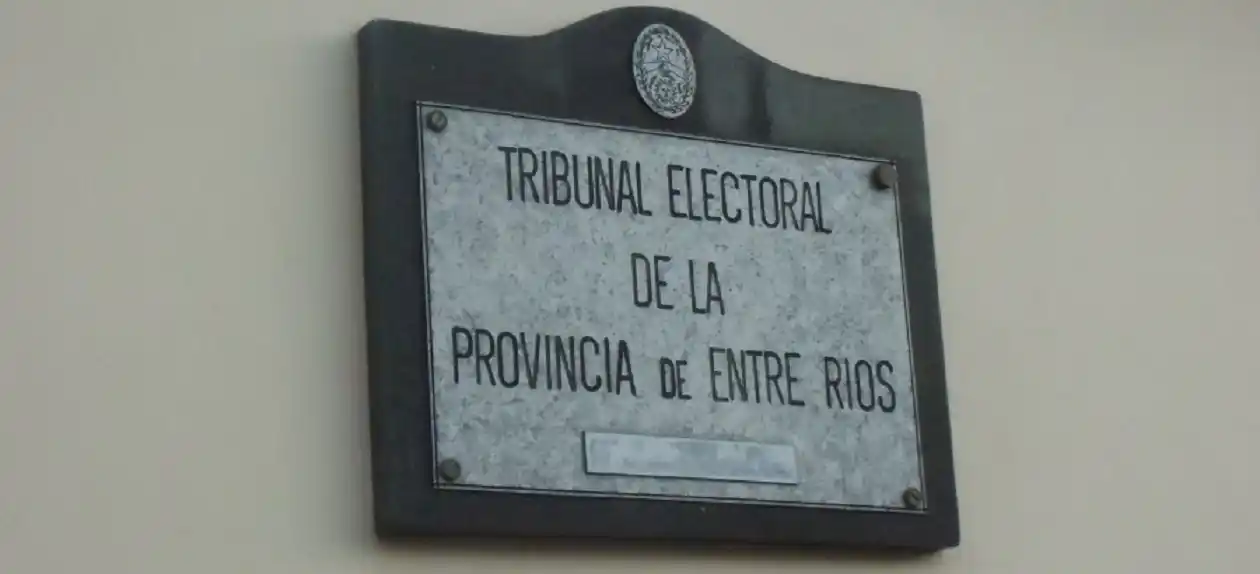 TRIBUNAL ELECTORAL
DE LA
PROVINCIA DE ENTRE RIOS